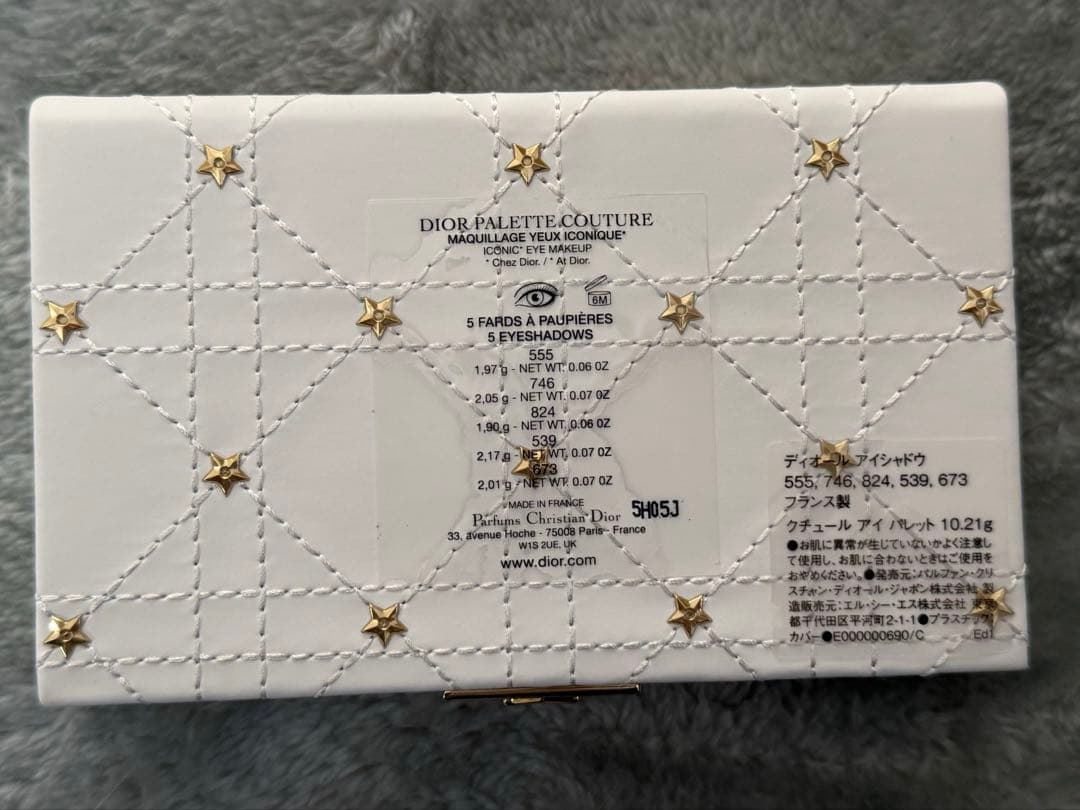 DIOR PALETTE COUTURE
MAQUILLAGE YEUX ICONIQUE*
ICONIC* EYE MAKEUP
* Chez Dior. / * At Dior.
6M
5 FARDS À PAUPIÈRES
5 EYESHADOWS
555
1,97 g - NET WT. 0.06 OZ
746
2,05 g - NET WT. 0.07 OZ
824
1,90 g - NET WT. 0.06 OZ
539
2,17 g - NET WT. 0.07 OZ
673
2,01 g - NET WT. 0.07 OZ
MADE IN FRANCE
Parfums Christian Dior 5H05J
33, avenue Hoche - 75008 Paris - France
W1S 2UE, UK
www.dior.com
ディオール アイシャドウ
555, 746, 824, 539, 673
フランス製
クチュール アイ パレット 10.21g
●お肌に異常が生じていないかよく注意し
て使用し、お肌に合わないときはご使用を
おやめください。●発売元:パルファン・クリ
スチャン・ディオール・ジャポン株式会社 製
造販売元:エル・シー・エス株式会社 東京
都千代田区平河町2-1-1●プラスチック
カバー●E000000690/C Ed1